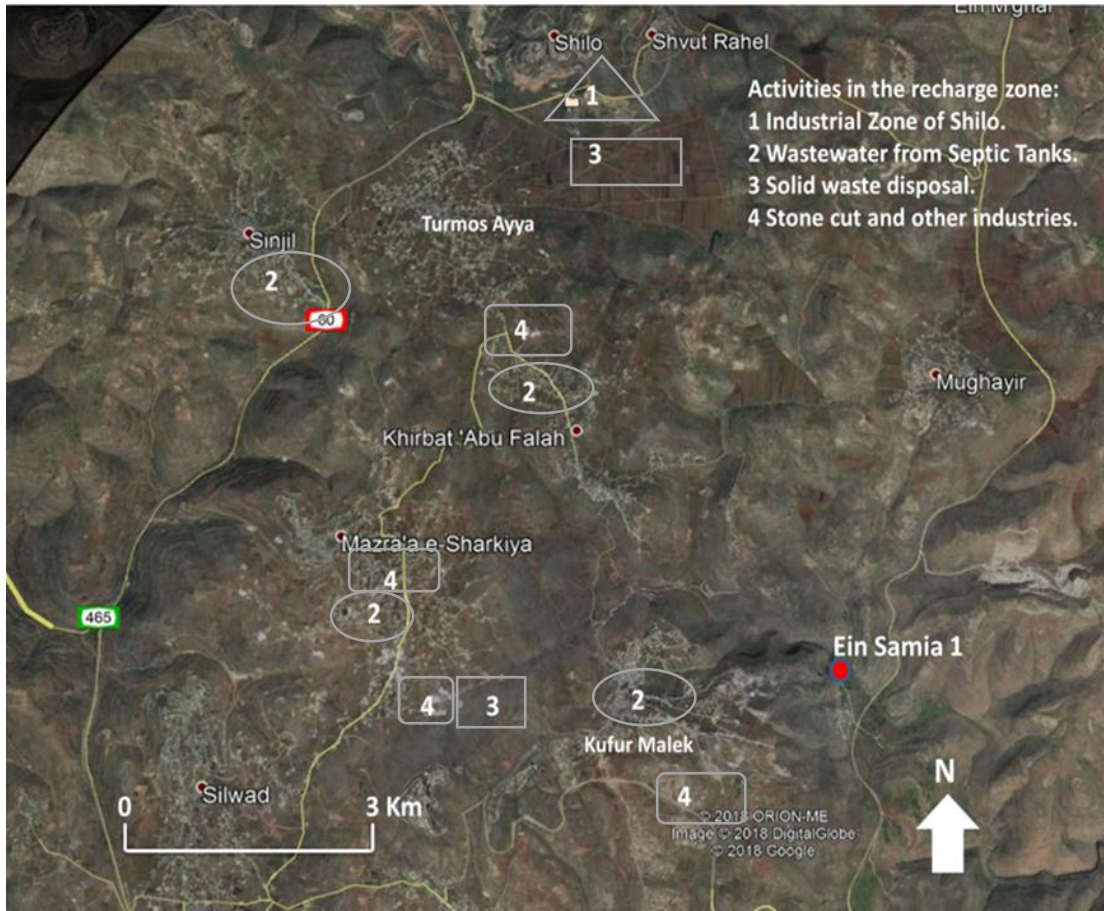 Ein M'ghar
Shilo
Shvut Rahel
Activities in the recharge zone:
1
1 Industrial Zone of Shilo.
2 Wastewater from Septic Tanks.
3
3 Solid waste disposal.
4 Stone cut and other industries.
Turmos Ayya
Sinjil
2
60
4
2
Mughayir
Khirbat 'Abu Falah
Mazra'a e-Sharkiya
4
2
465
Ein Samia 1
4
3
2
Kufur Malek
N
Silwad
0 3 Km
4
© 2018 ORION-ME
Image © 2018 DigitalGlobe
© 2018 Google